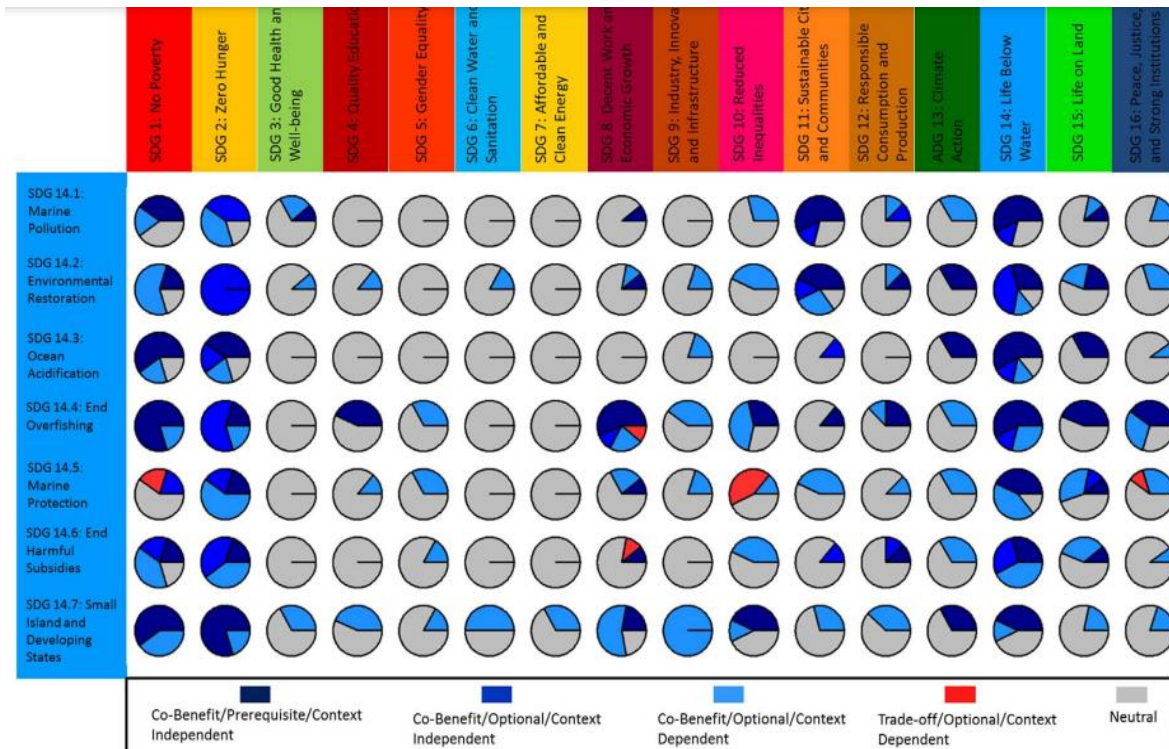 SDG 1: No Poverty
SDG 2: Zero Hunger
SDG 3: Good Health and
Well-being
SDG 4: Quality Education
SDG 5: Gender Equality
SDG 6: Clean Water and
Sanitation
SDG 7: Affordable and
Clean Energy
SDG 8: Decent Work and
Economic Growth
SDG 9: Industry, Innova
and Infrastructure
SDG 10: Reduced
Inequalities
SDG 11: Sustainable Cit
and Communities
SDG 12: Responsible
Consumption and
Production
ADG 13: Climate
Action
SDG 14: Life Below
Water
SDG 15: Life on Land
SDG 16: Peace, Justice,
and Strong Institutions
SDG 14.1:
Marine
Pollution
SDG 14.2:
Environmental
Restoration
SDG 14.3:
Ocean
Acidification
SDG 14.4: End
Overfishing
SDG 14.5:
Marine
Protection
SDG 14.6: End
Harmful
Subsidies
SDG 14.7: Small
Island and
Developing
States
Co-Benefit/Prerequisite/Context
Independent
Co-Benefit/Optional/Context
Independent
Co-Benefit/Optional/Context
Dependent
Trade-off/Optional/Context
Dependent
Neutral